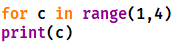 for c in range(1,4)
print(c)